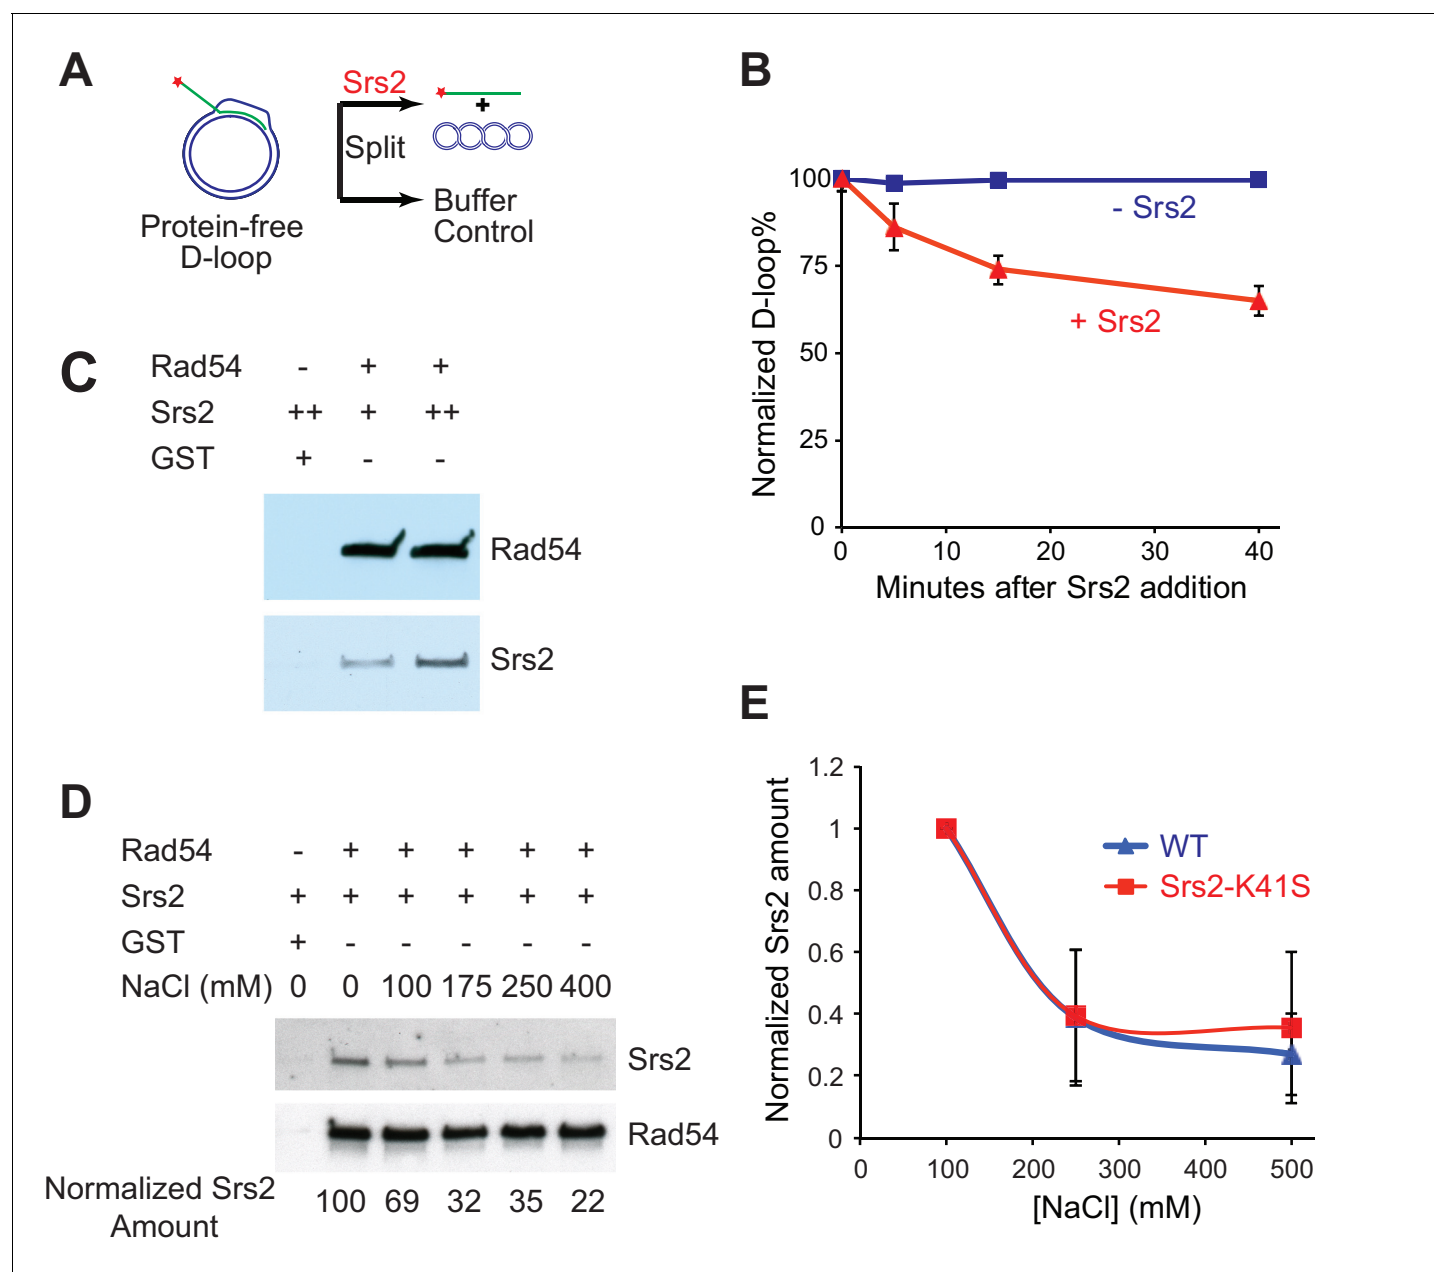 A
Srs2
+
Split
Protein-free
D-loop
Buffer
Control
B
Normalized D-loop%
100
75
50
25
0
0 10 20 30 40
Minutes after Srs2 addition
- Srs2
+ Srs2
C
Rad54 - + +
Srs2 ++ + ++
GST + - -
Rad54
Srs2
D
Rad54 - + + + + +
Srs2 + + + + + +
GST + - - - - -
NaCl (mM) 0 0 100 175 250 400
Srs2
Rad54
Normalized Srs2
Amount
100 69 32 35 22
E
Normalized Srs2 amount
1.2
1
0.8
0.6
0.4
0.2
0
0 100 200 300 400 500
[NaCl] (mM)
WT
Srs2-K41S